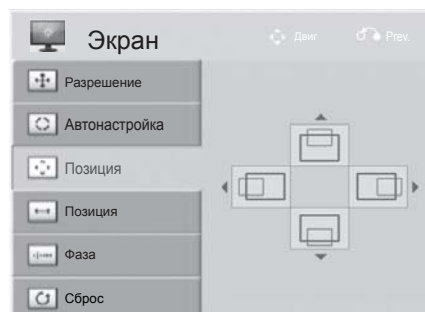 Экран
Двиг
Prev.
Разрешение
Автонастройка
Позиция
Позиция
Фаза
Сброс